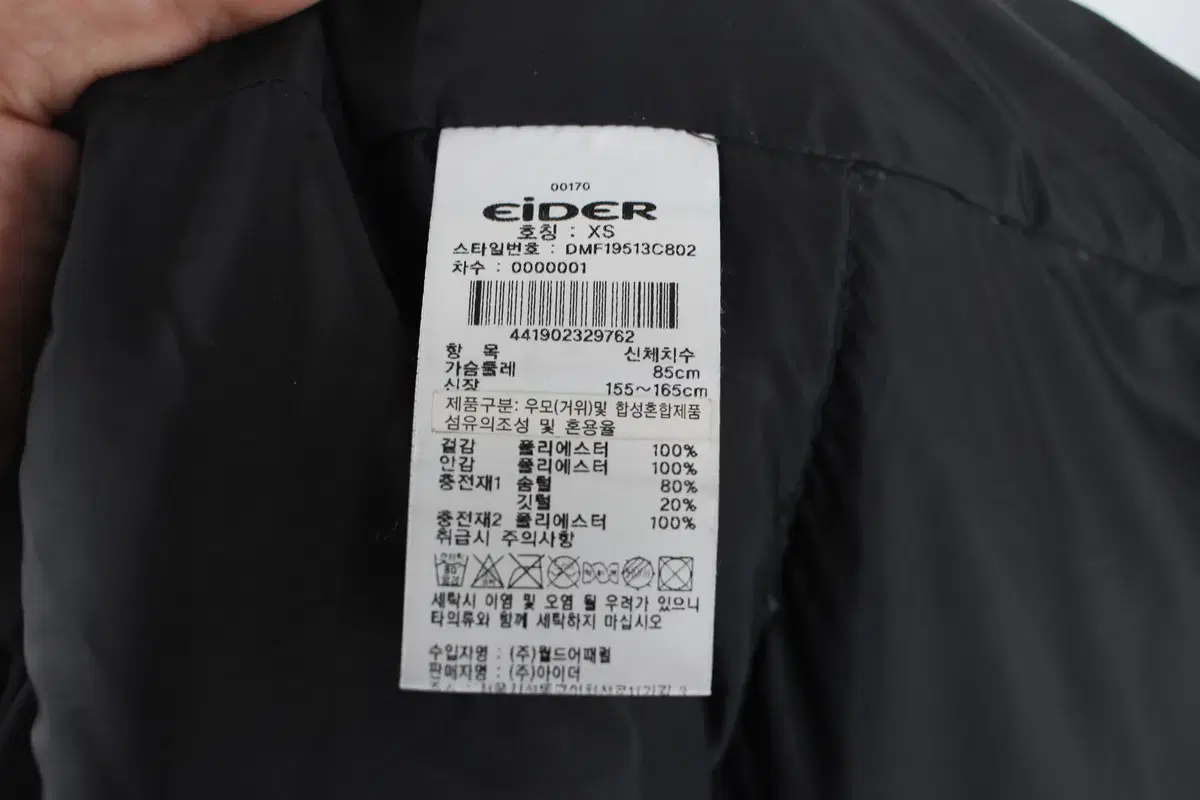 00170
EiDER
호칭 : XS
스타일번호 : DMF19513C802
차수 : 0000001
441902329762
항 목 신체치수
가슴둘레 85cm
신장 155~165cm
제품구분: 우모(거위)및 합성혼합제품
섬유의조성 및 혼용율
겉감 폴리에스터 100%
안감 폴리에스터 100%
충전재1 솜털 80%
깃털 20%
충전재2 폴리에스터 100%
취급시 주의사항
세탁시 이염 및 오염 될 우려가 있으니
타의류와 함께 세탁하지 마십시오
수입자명 : (주)월드어패럴
판매자명 : (주)아이더